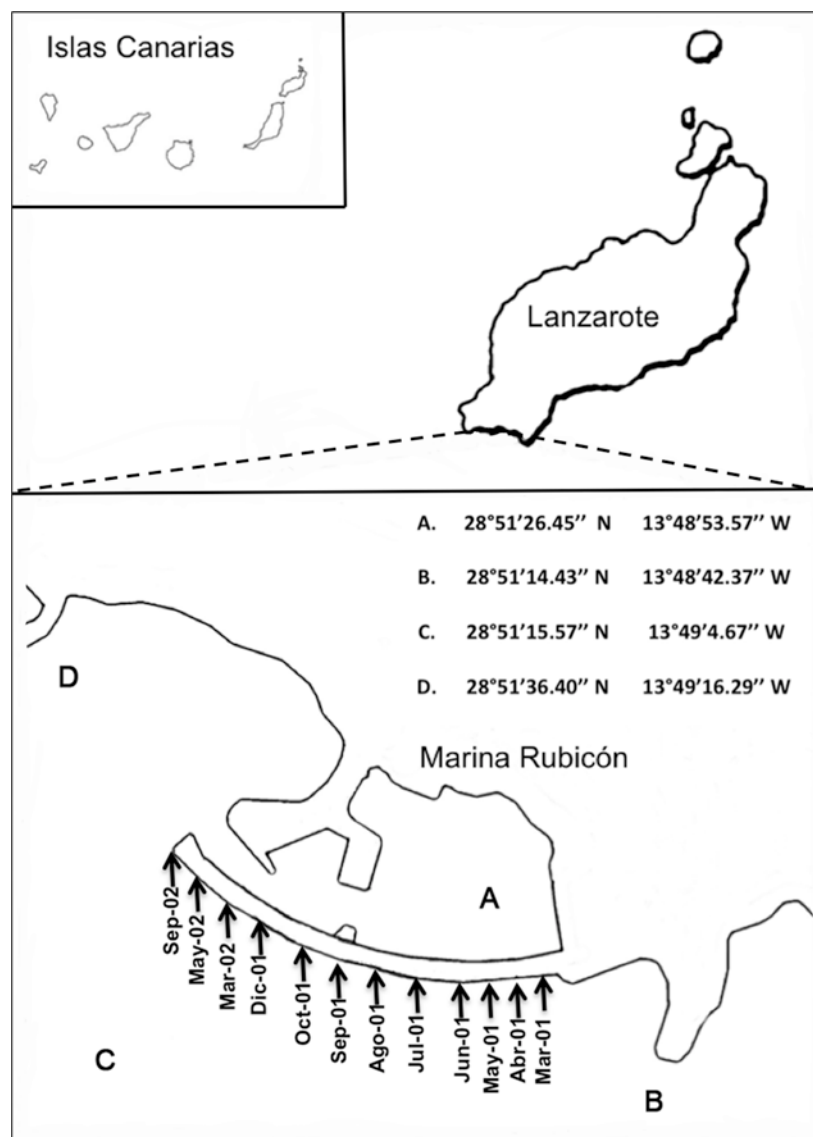 Islas Canarias
Lanzarote
A. 28°51’26.45’’ N 13°48’53.57’’ W
B. 28°51’14.43’’ N 13°48’42.37’’ W
C. 28°51’15.57’’ N 13°49’4.67’’ W
D. 28°51’36.40’’ N 13°49’16.29’’ W
D
Marina Rubicón
A
Sep-02
May-02
Mar-02
Dic-01
Oct-01
Sep-01
Ago-01
Jul-01
Jun-01
May-01
Abr-01
Mar-01
C
B